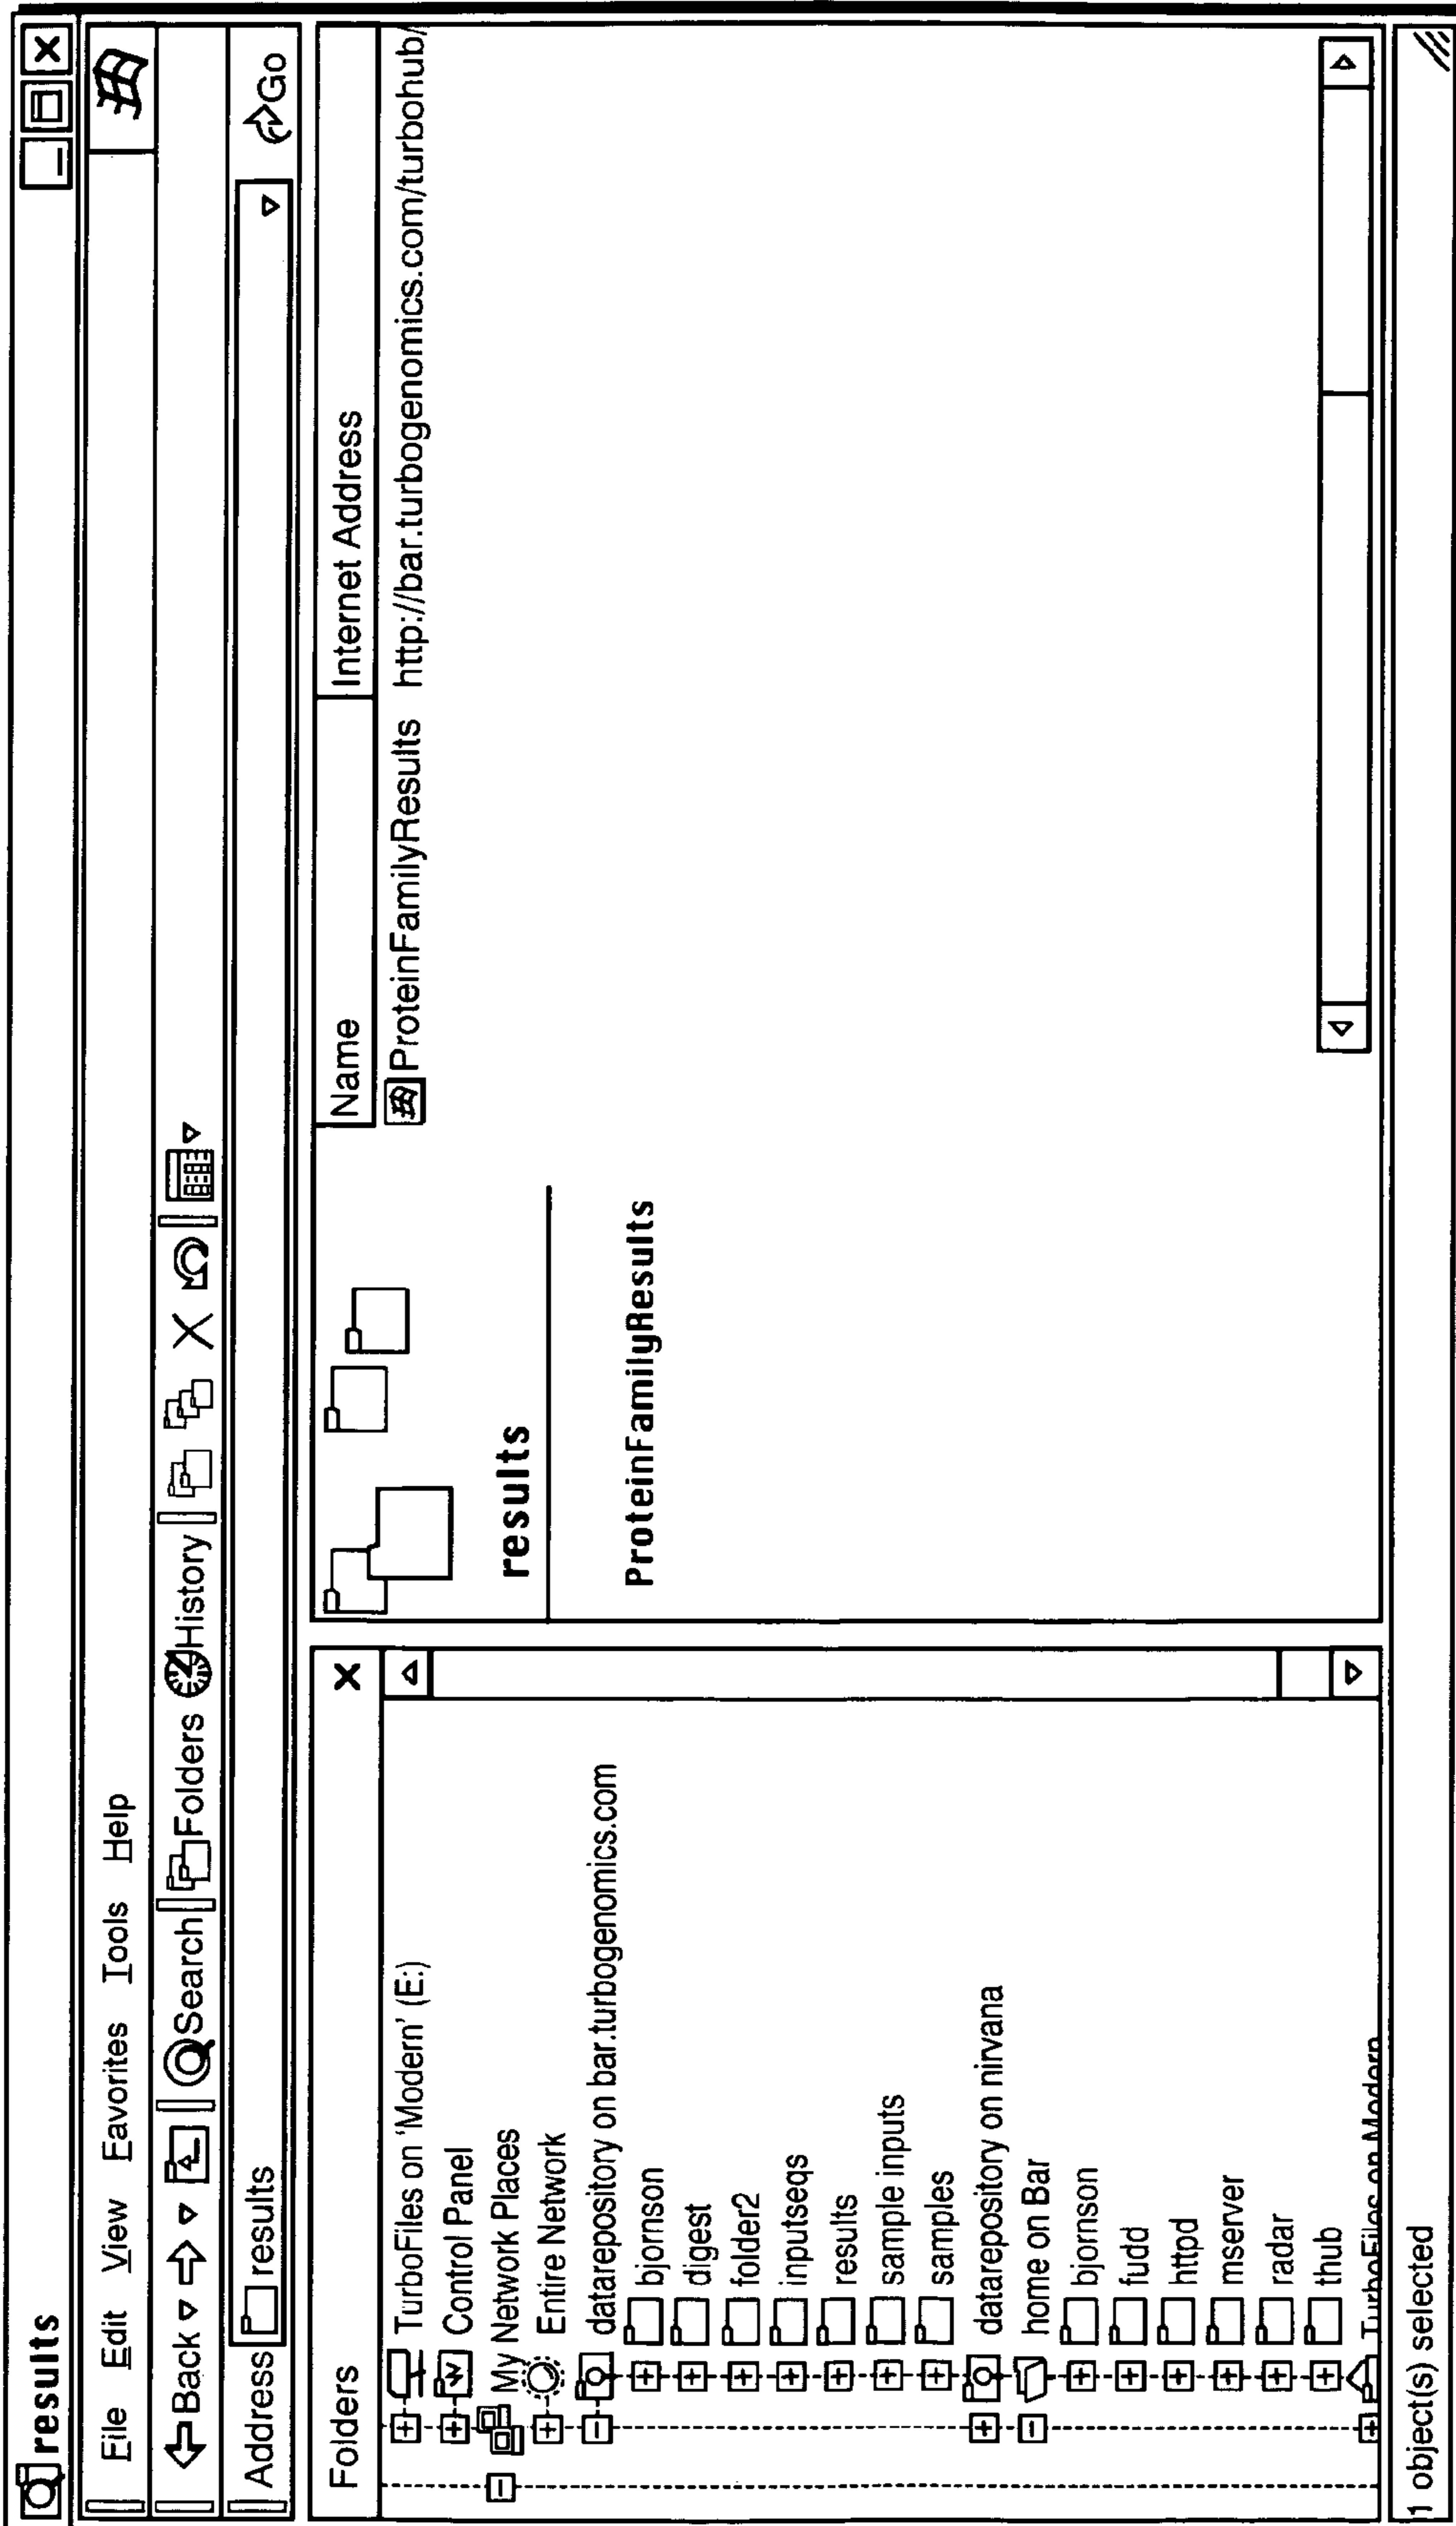 results
File Edit View Favorites Tools Help
Back Search Folders History
Address results Go
Folders X
TurboFiles on 'Modern' (E:)
Control Panel
My Network Places
Entire Network
datarepository on bar.turbogenomics.com
bjornson
digest
folder2
inputseqs
results
sample inputs
samples
datarepository on nirvana
home on Bar
bjornson
fudd
httpd
mserver
radar
thub
TurboFiles on Modern
results
ProteinFamilyResults
Name Internet Address
ProteinFamilyResults http://bar.turbogenomics.com/turbohub/
1 object(s) selected